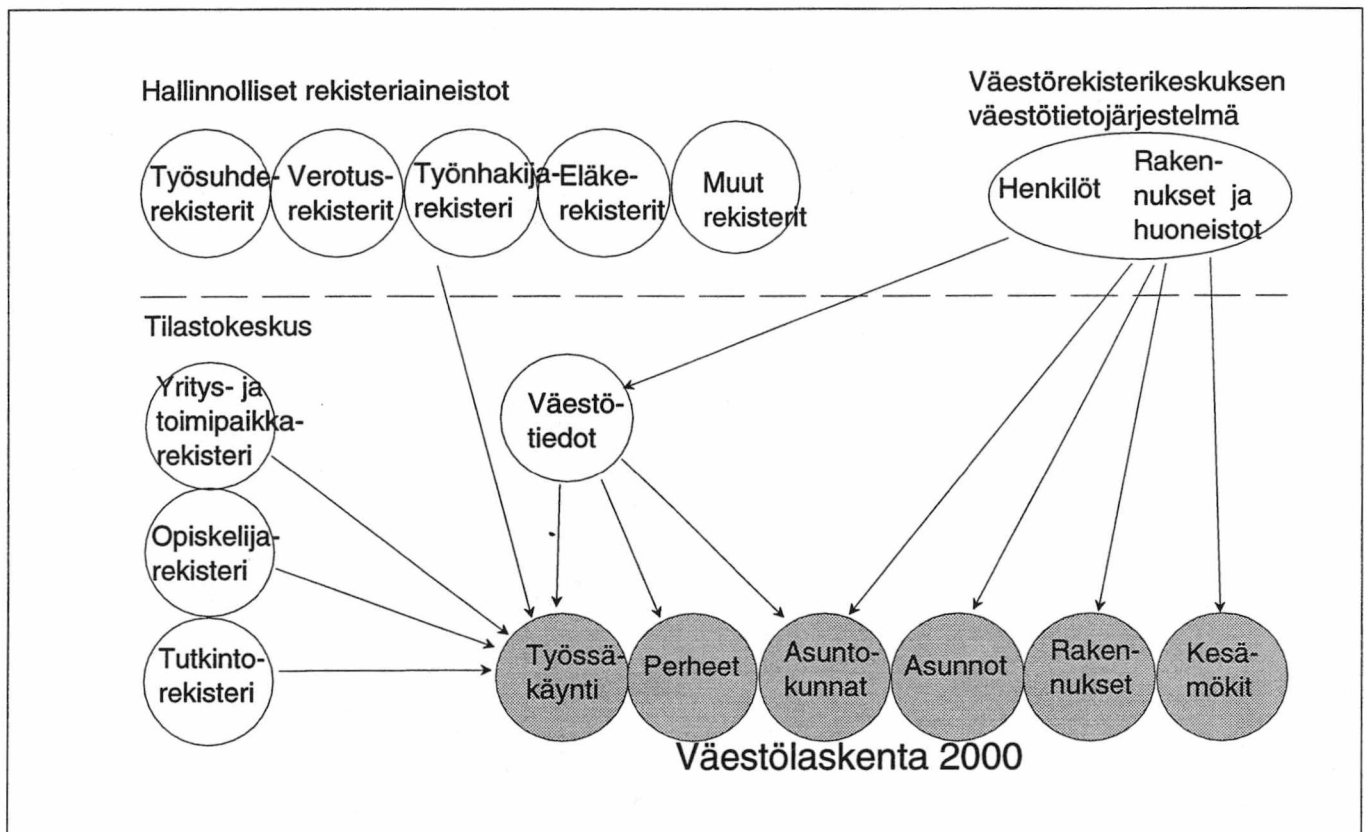 Hallinnolliset rekisteriaineistot
Väestörekisterikeskuksen
väestötietojärjestelmä
Työsuhde-
rekisterit
Verotus-
rekisterit
Työnhakija-
rekisteri
Eläke-
rekisterit
Muut
rekisterit
Henkilöt
Raken-
nukset ja
huoneistot
Tilastokeskus
Yritys- ja
toimipaikka-
rekisteri
Väestö-
tiedot
Opiskelija-
rekisteri
Tutkinto-
rekisteri
Työssä-
käynti
Perheet
Asunto-
kunnat
Asunnot
Raken-
nukset
Kesä-
mökit
Väestölaskenta 2000